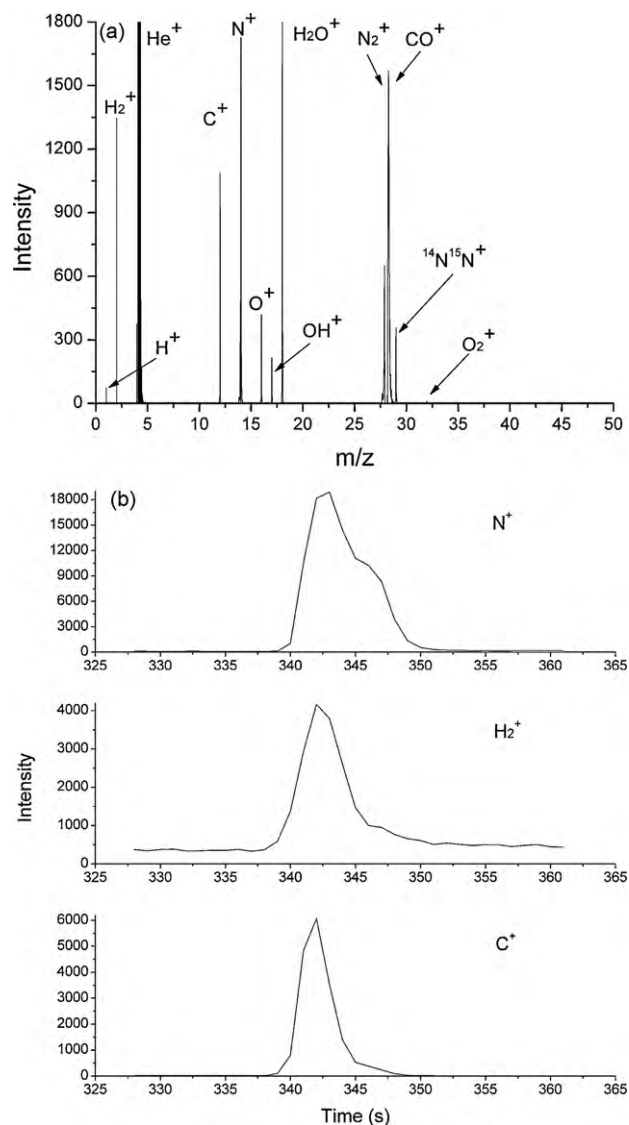 (a)
1800
1500
1200
900
600
300
0
Intensity
H₂⁺
He⁺
H⁺
C⁺
N⁺
O⁺
H₂O⁺
OH⁺
N₂⁺
CO⁺
¹⁴N¹⁵N⁺
O₂⁺
0 5 10 15 20 25 30 35 40 45 50
m/z
(b)
18000
15000
12000
9000
6000
3000
0
N⁺
325 330 335 340 345 350 355 360 365
4000
3000
2000
1000
0
Intensity
H₂⁺
325 330 335 340 345 350 355 360 365
6000
5000
4000
3000
2000
1000
0
C⁺
325 330 335 340 345 350 355 360 365
Time (s)